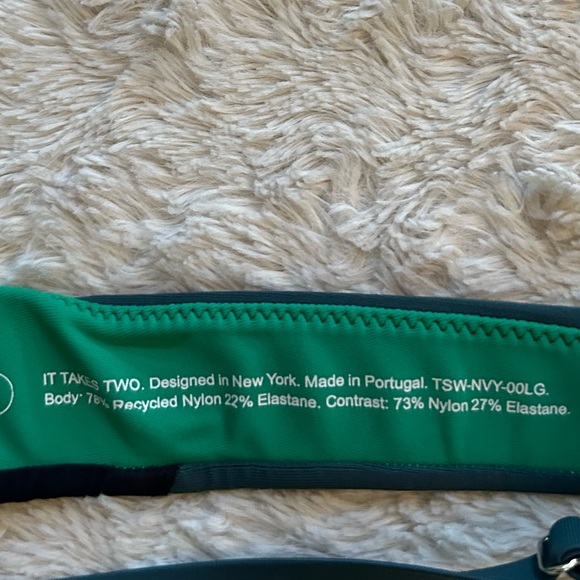 IT TAKES TWO. Designed in New York. Made in Portugal. TSW-NVY-00LG.
Body: 78% Recycled Nylon 22% Elastane. Contrast: 73% Nylon 27% Elastane.